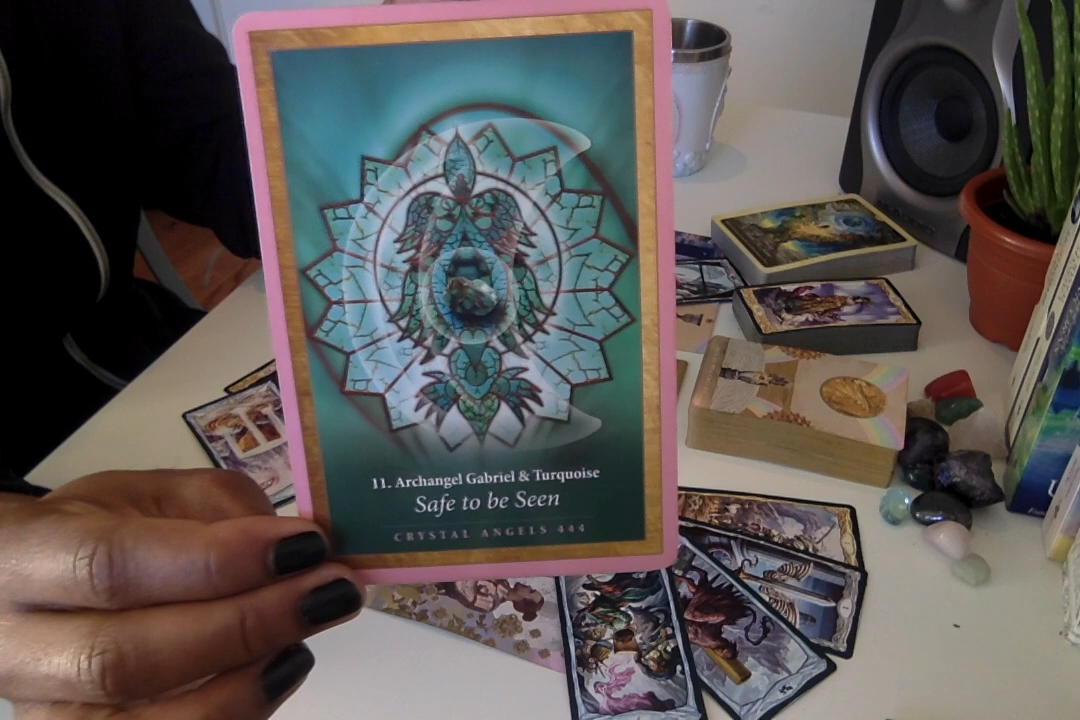 11. Archangel Gabriel & Turquoise
Safe to be Seen
CRYSTAL ANGELS 444